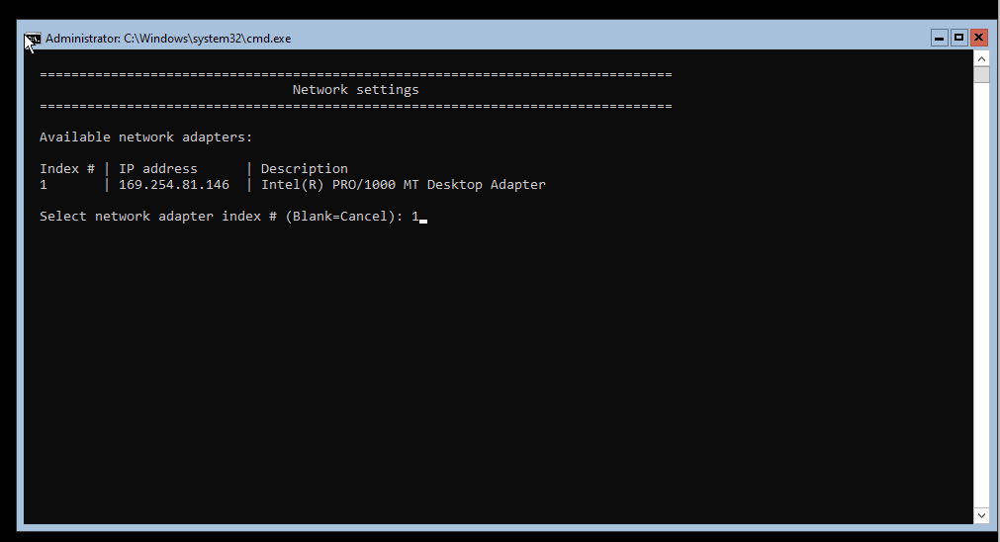 Administrator: C:\Windows\system32\cmd.exe
================================================================================
Network settings
================================================================================
Available network adapters:
Index # | IP address      | Description
1       | 169.254.81.146  | Intel(R) PRO/1000 MT Desktop Adapter
Select network adapter index # (Blank=Cancel): 1